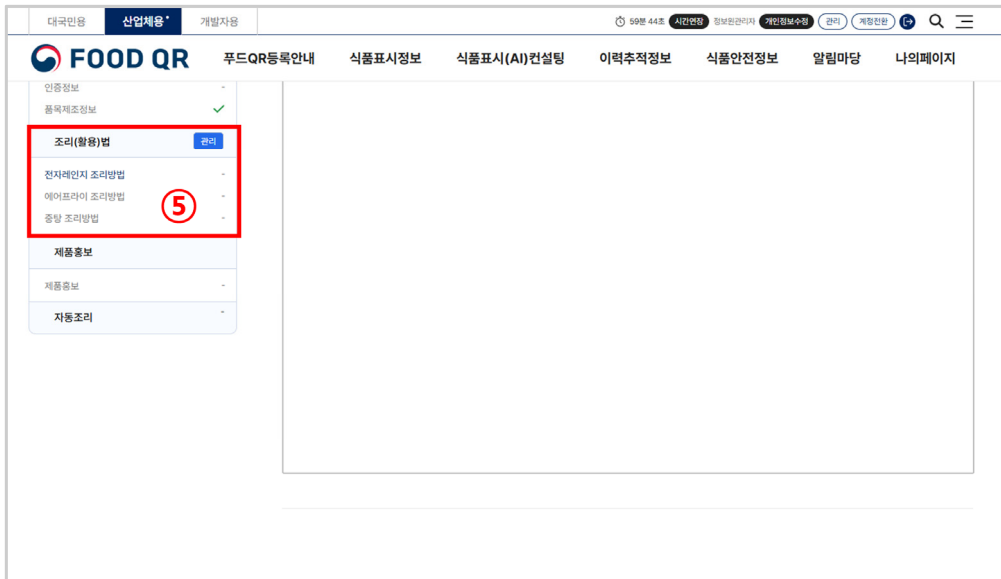 대국민용 산업체용 개발자용 59분 44초 시간연장 정보원관리자 개인정보수정 관리 계정전환
FOOD QR 푸드QR등록안내 식품표시정보 식품표시(AI)컨설팅 이력추적정보 식품안전정보 알림마당 나의페이지
인증정보 -
품목제조정보
조리(활용)법 관리
전자레인지 조리방법 -
에어프라이 조리방법 -
⑤
중탕 조리방법 -
제품홍보
제품홍보 -
자동조리 -